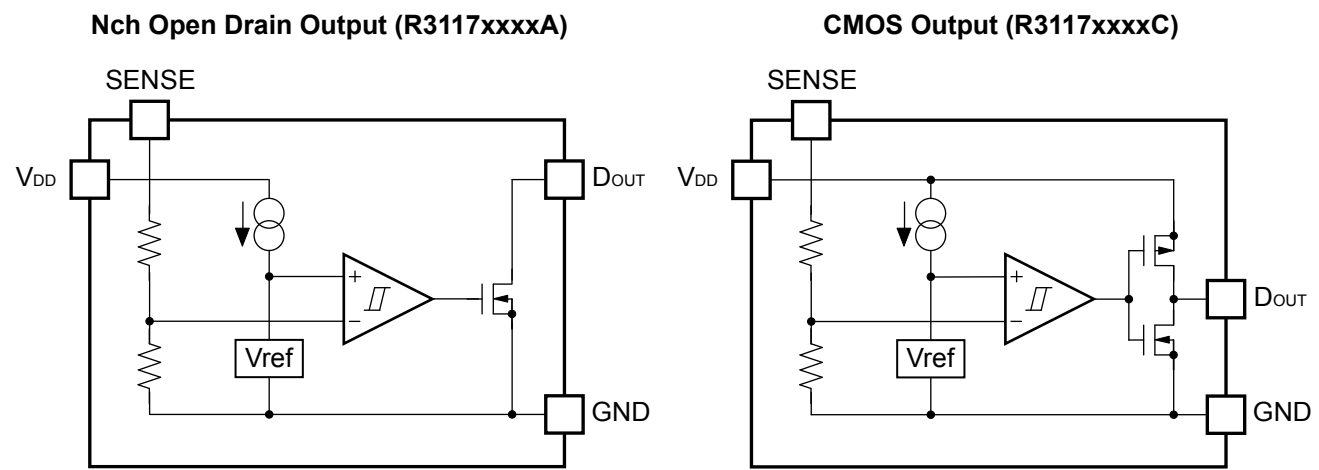 Nch Open Drain Output (R3117xxxxA)
SENSE
VDD
DOUT
+
−
Vref
GND
CMOS Output (R3117xxxxC)
SENSE
VDD
+
−
DOUT
Vref
GND